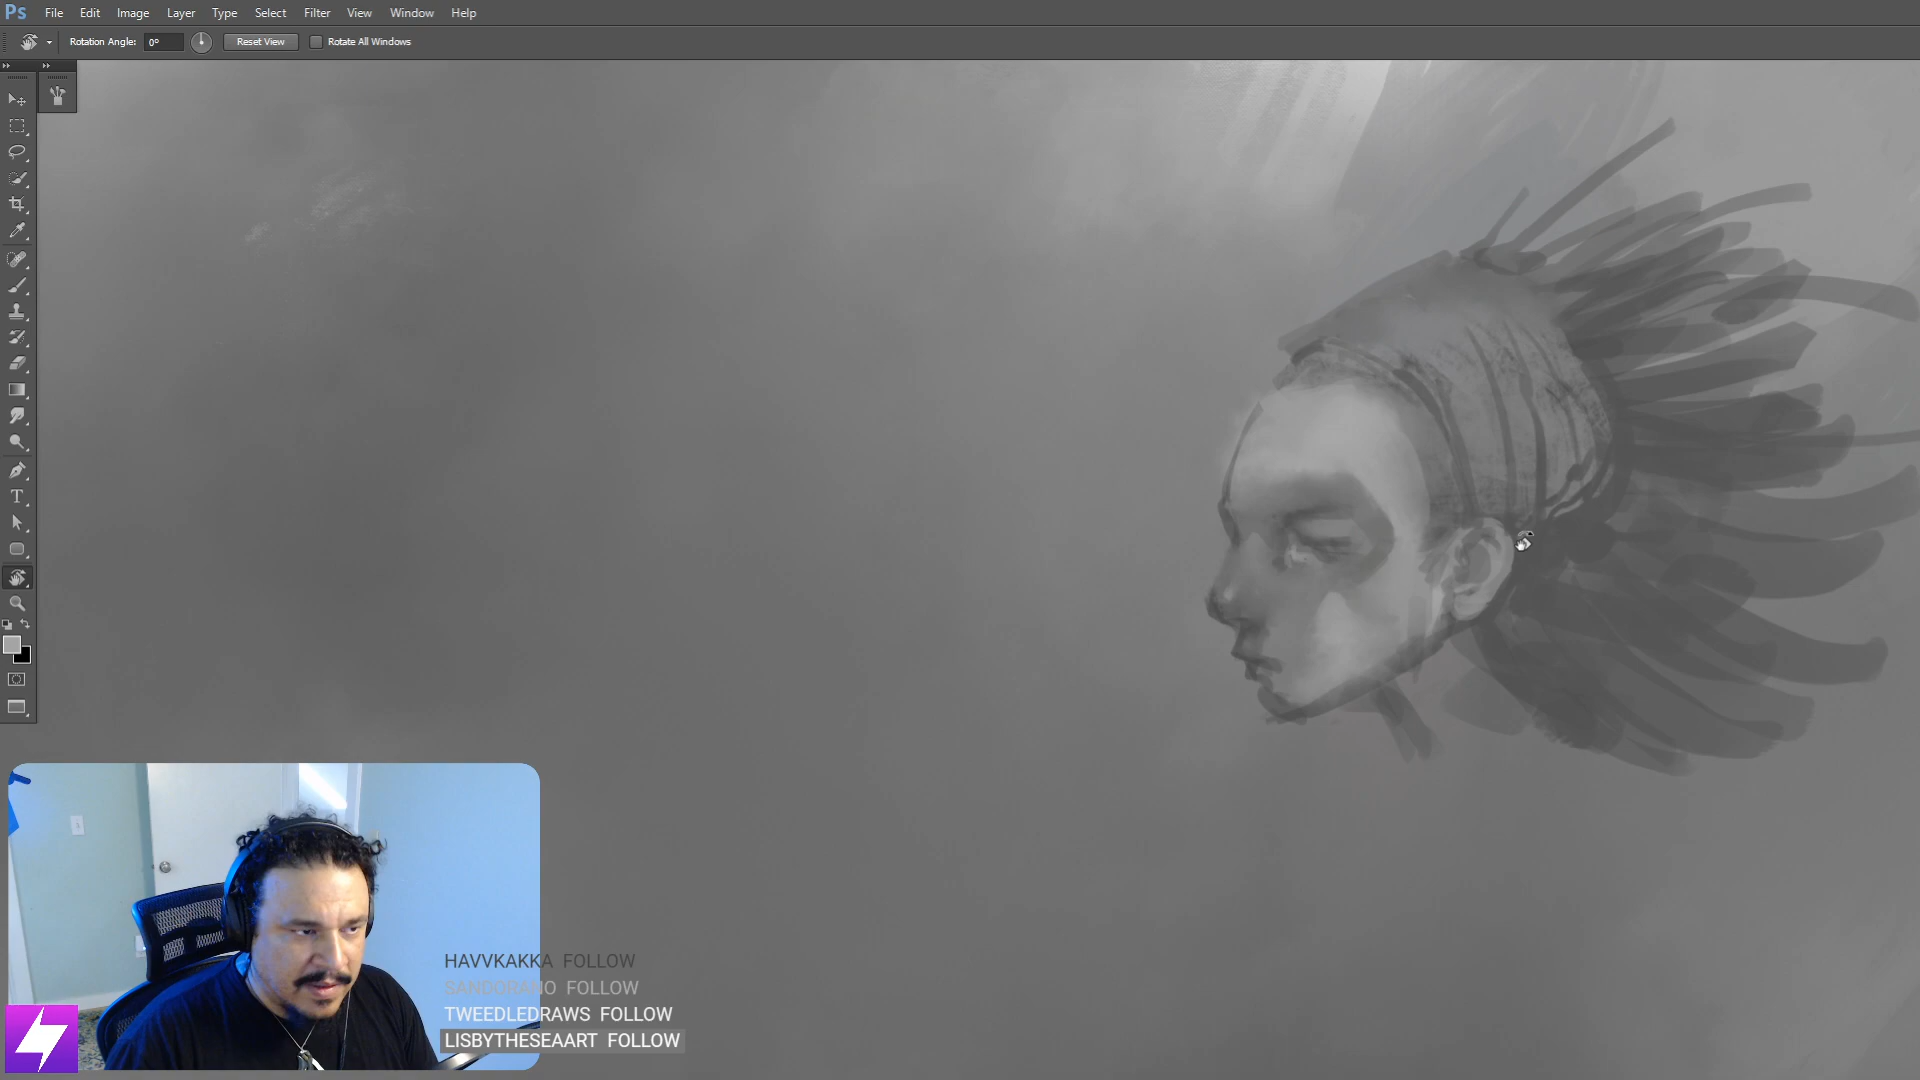 Ps File Edit Image Layer Type Select Filter View Window Help
Rotation Angle: 0° Reset View Rotate All Windows
T
HAVVKAKKA FOLLOW
SANDORANO FOLLOW
TWEEDLEDRAWS FOLLOW
LISBYTHESEAART FOLLOW